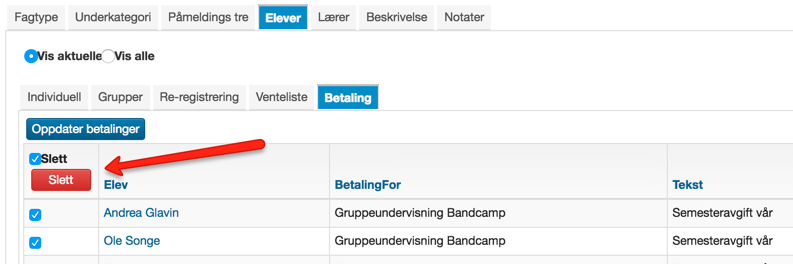 Fagtype Underkategori Påmeldings tre Elever Lærer Beskrivelse Notater
Vis aktuelle Vis alle
Individuell Grupper Re-registrering Venteliste Betaling
Oppdater betalinger
Slett
Slett
Elev BetalingFor Tekst
Andrea Glavin Gruppeundervisning Bandcamp Semesteravgift vår
Ole Songe Gruppeundervisning Bandcamp Semesteravgift vår